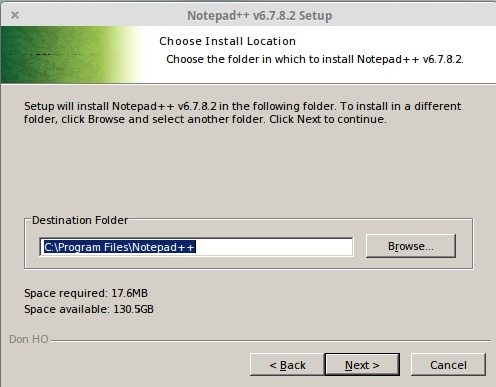 Notepad++ v6.7.8.2 Setup
Choose Install Location
Choose the folder in which to install Notepad++ v6.7.8.2.
Setup will install Notepad++ v6.7.8.2 in the following folder. To install in a different
folder, click Browse and select another folder. Click Next to continue.
Destination Folder
C:\Program Files\Notepad++
Browse...
Space required: 17.6MB
Space available: 130.5GB
Don HO
< Back
Next >
Cancel